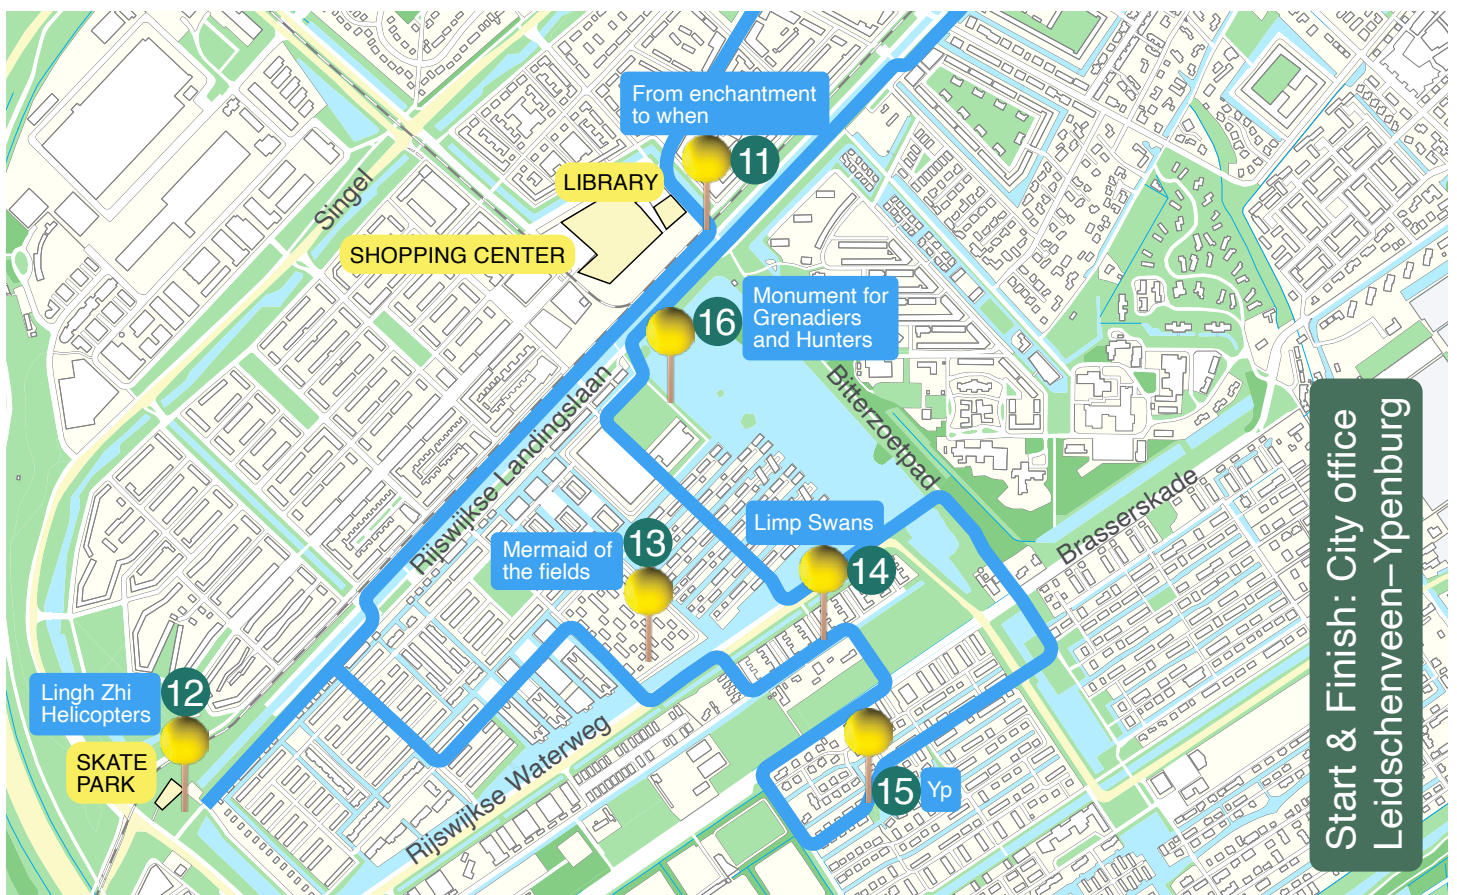 From enchantment
to when
11
LIBRARY
Singel
SHOPPING CENTER
16
Monument for
Grenadiers
and Hunters
Rijswijkse Landingslaan
Bitterzoetpad
Limp Swans
14
13
Mermaid of
the fields
Brasserskade
12
Lingh Zhi
Helicopters
SKATE
PARK
Rijswijkse Waterweg
15
Yp
Start & Finish: City office
Leidschenveen–Ypenburg